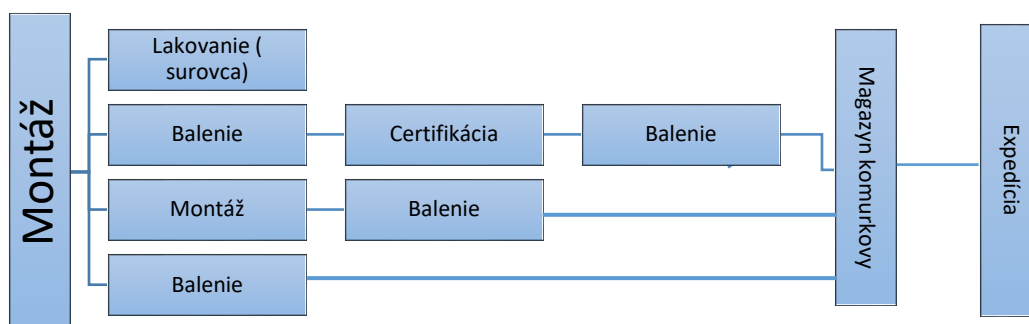 Montáž
Lakovanie (
surovca)
Balenie
Certifikácia
Balenie
Montáž
Balenie
Balenie
Magazyn komurkovy
Expedícia